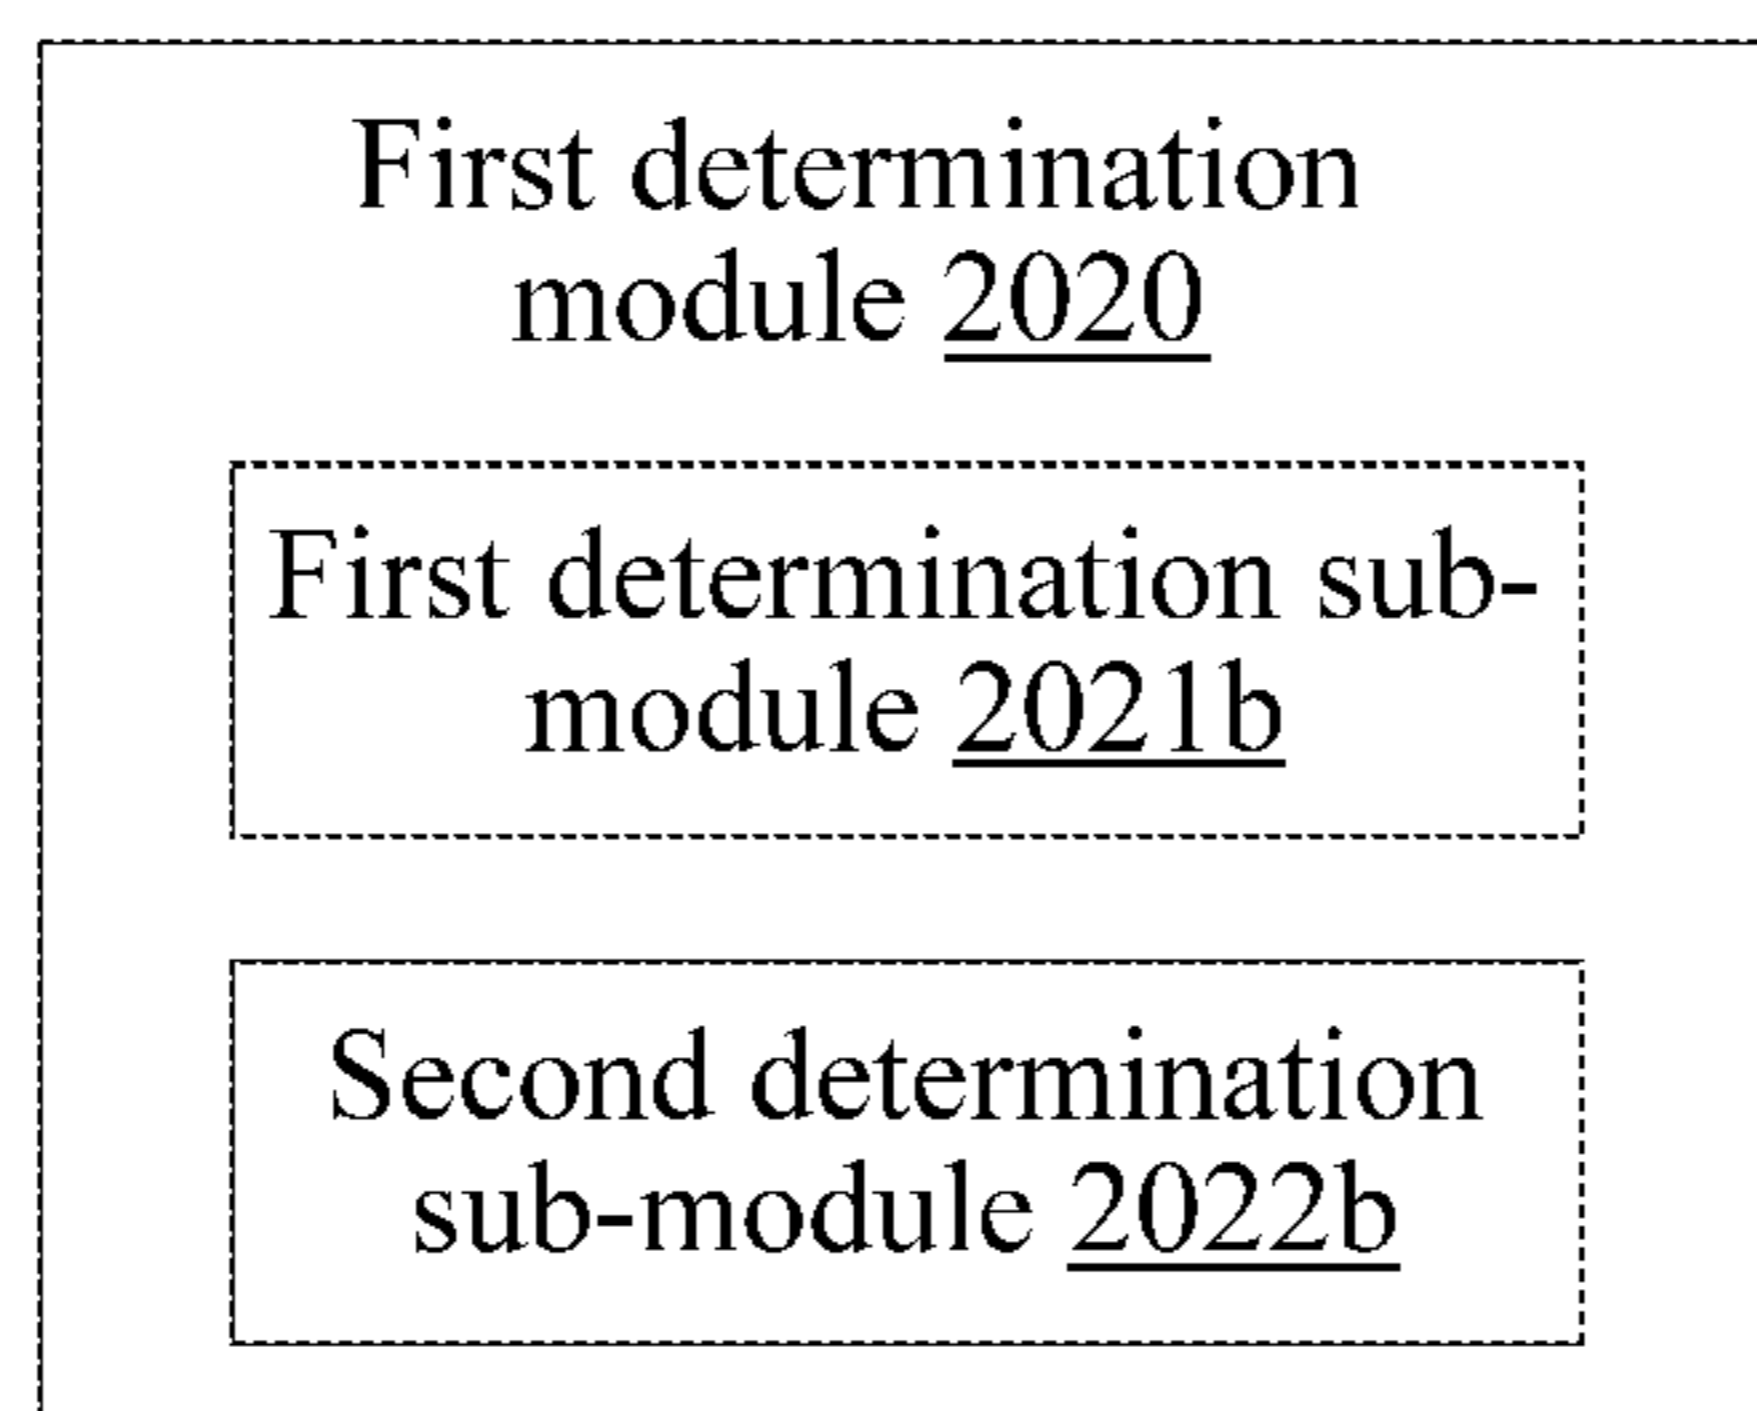 First determination
module 2020
First determination sub-
module 2021b
Second determination
sub-module 2022b